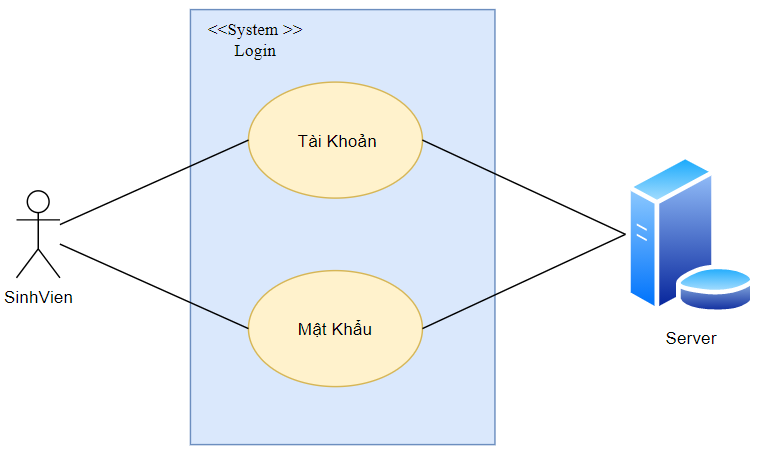 <<System >>
Login
Tài Khoản
SinhVien
Mật Khẩu
Server